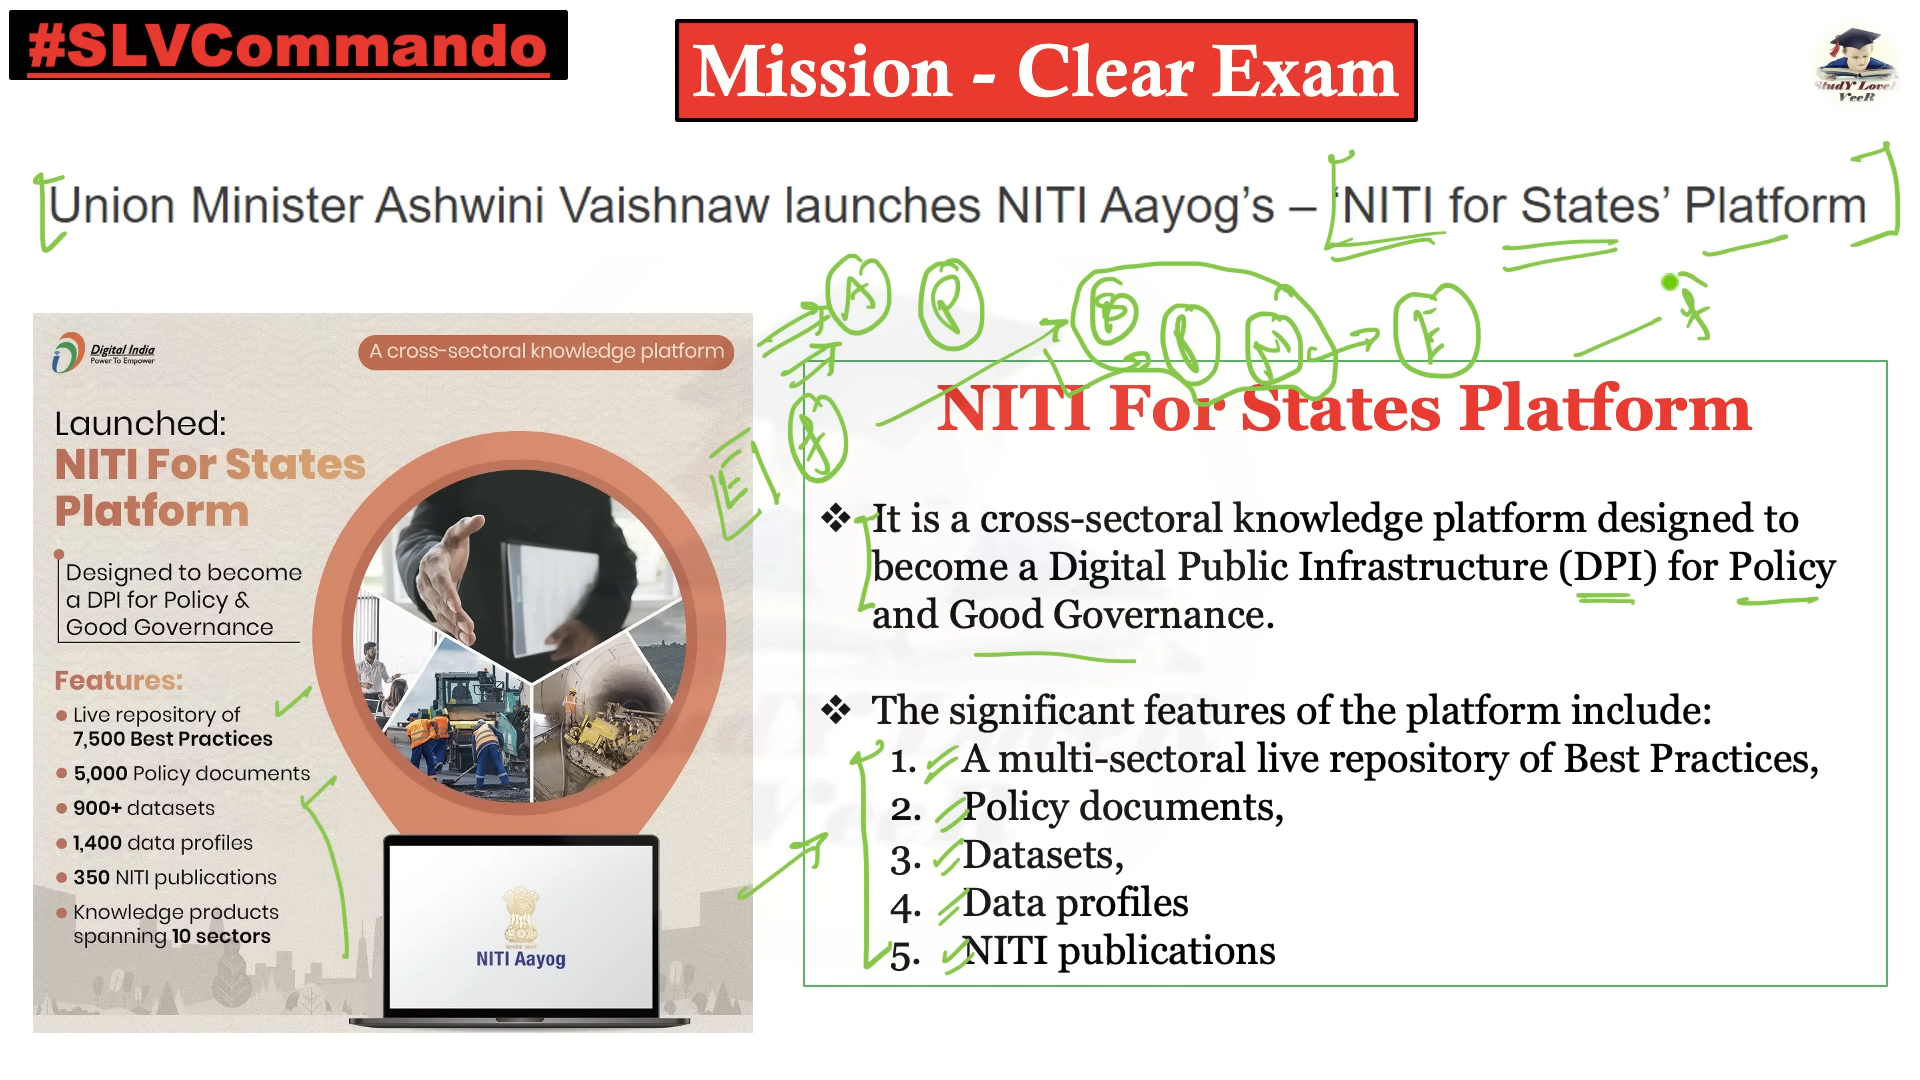 #SLVCommando
Mission - Clear Exam
StudY LoveR
VeeR
Union Minister Ashwini Vaishnaw launches NITI Aayog’s – ‘NITI for States’ Platform
A P B P M E
Digital India
Power To Empower
A cross-sectoral knowledge platform
Launched:
NITI For States
Platform
Designed to become
a DPI for Policy &
Good Governance
Features:
● Live repository of
7,500 Best Practices
● 5,000 Policy documents
● 900+ datasets
● 1,400 data profiles
● 350 NITI publications
● Knowledge products
spanning 10 sectors
NITI Aayog
E
NITI For States Platform
❖ It is a cross-sectoral knowledge platform designed to
become a Digital Public Infrastructure (DPI) for Policy
and Good Governance.
❖ The significant features of the platform include:
1. A multi-sectoral live repository of Best Practices,
2. Policy documents,
3. Datasets,
4. Data profiles
5. NITI publications